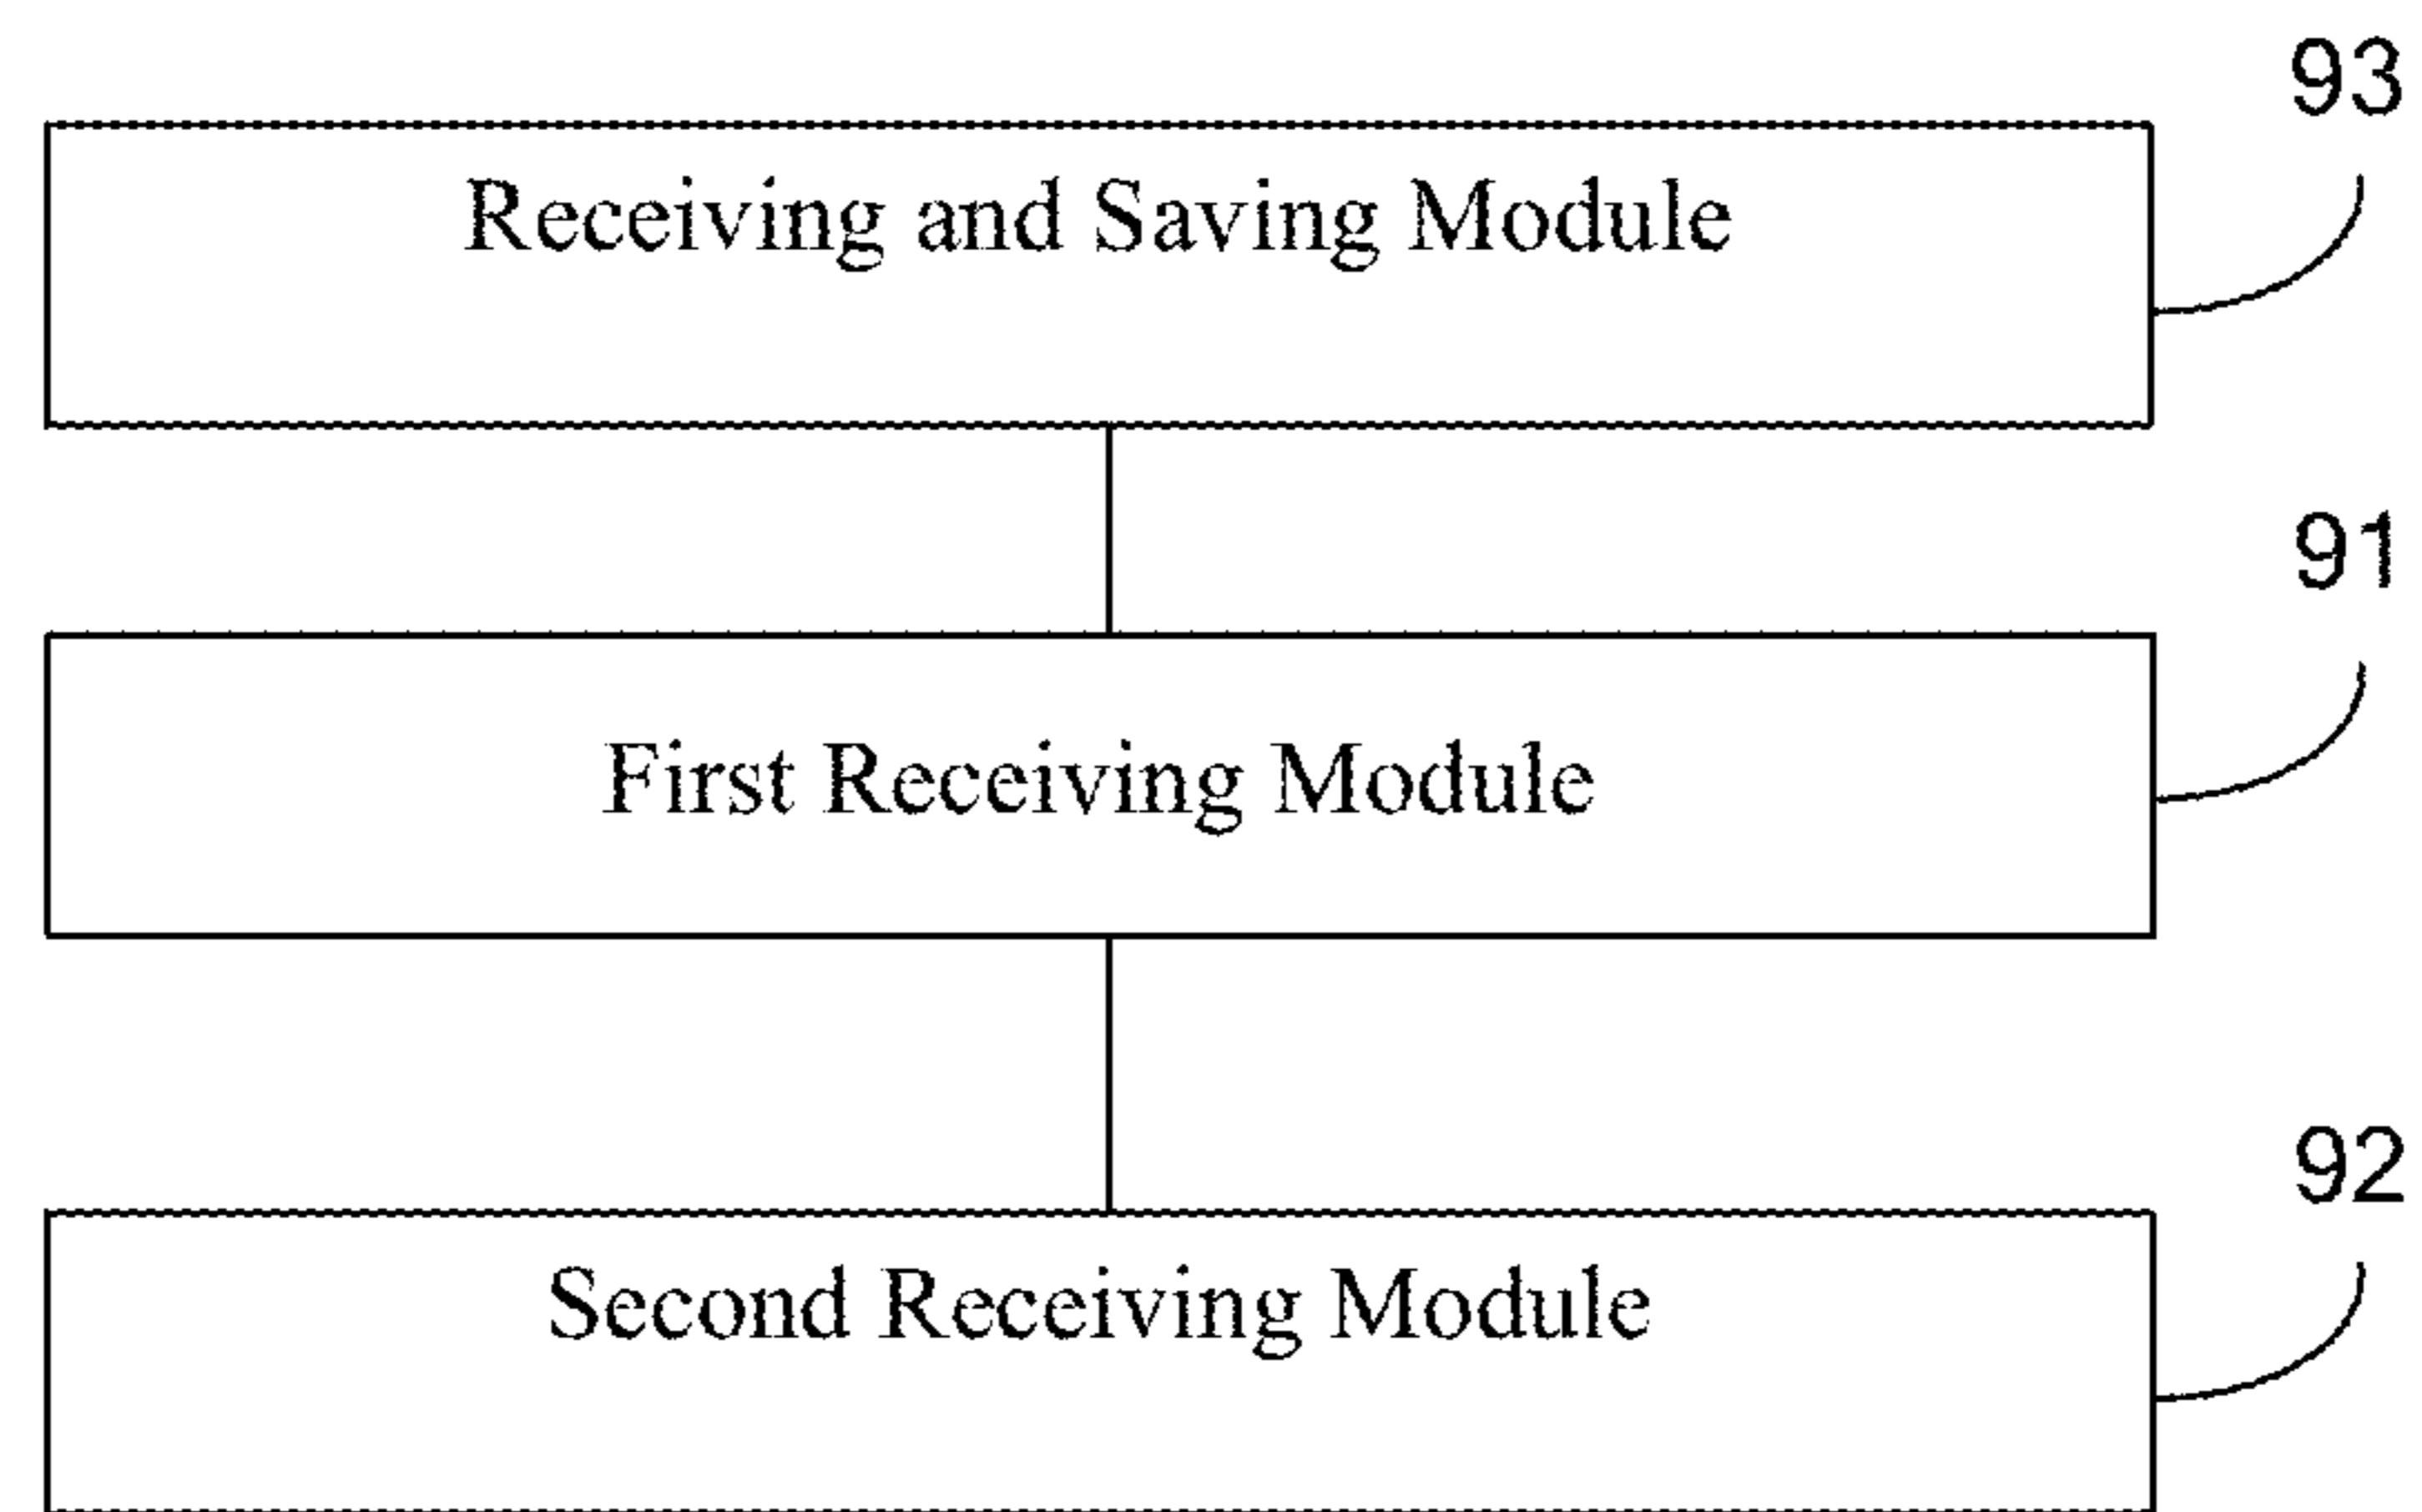 93
Receiving and Saving Module
91
First Receiving Module
92
Second Receiving Module